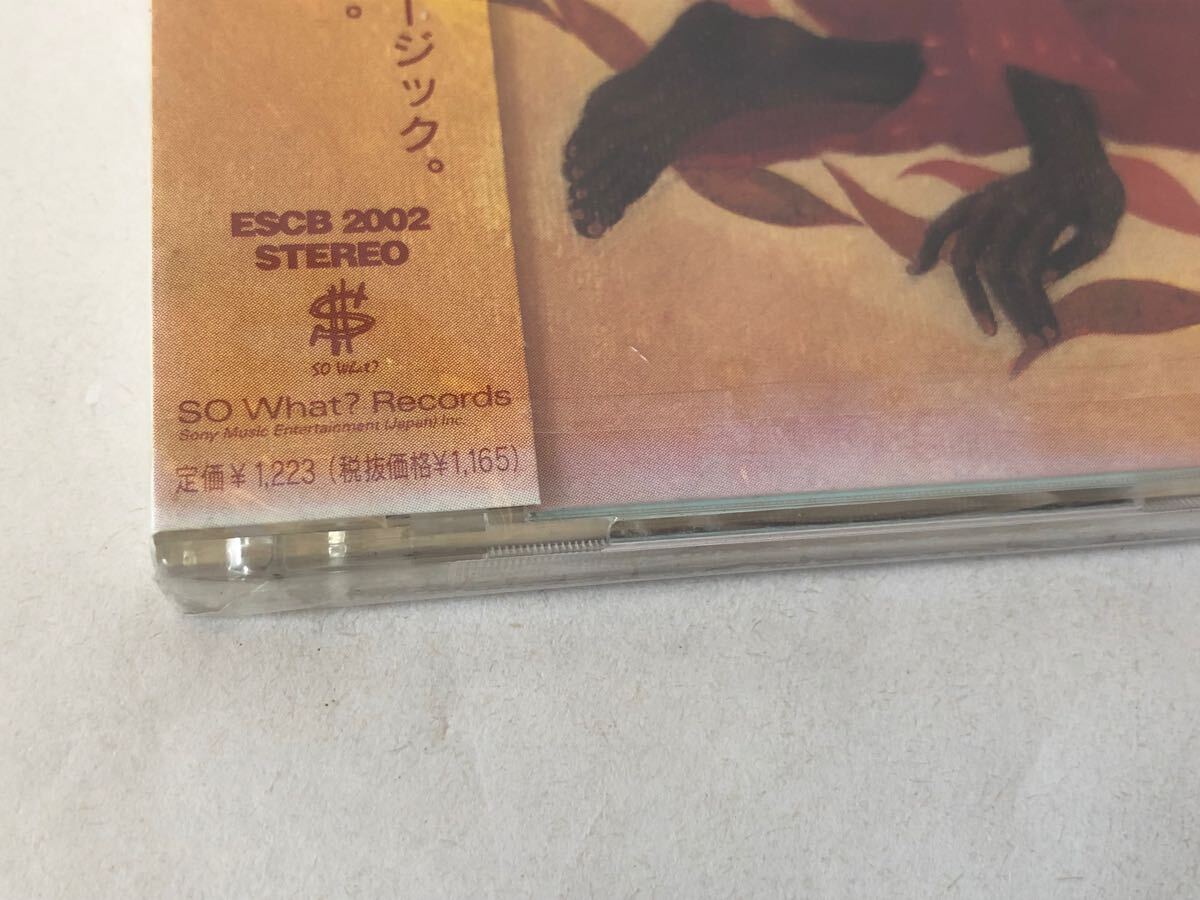 ージック。
。
ESCB 2002
STEREO
SO What?
SO What? Records
Sony Music Entertainment (Japan) Inc.
定価¥1,223(税抜価格¥1,165)